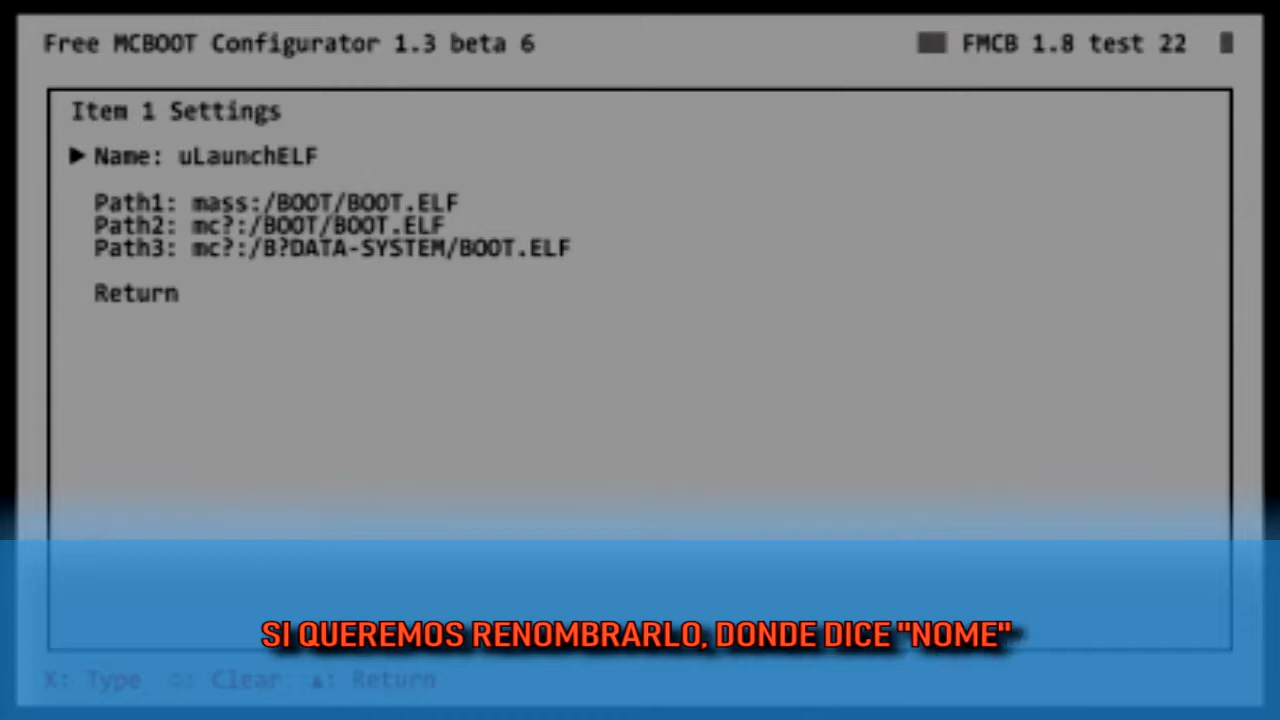 Free MCBOOT Configurator 1.3 beta 6
FMCB 1.8 test 22
Item 1 Settings
Name: uLaunchELF
Path1: mass:/BOOT/BOOT.ELF
Path2: mc?:/BOOT/BOOT.ELF
Path3: mc?:/B?DATA-SYSTEM/BOOT.ELF
Return
SI QUEREMOS RENOMBRARLO, DONDE DICE "NOME"
X: Type ○: Clear ▲: Return